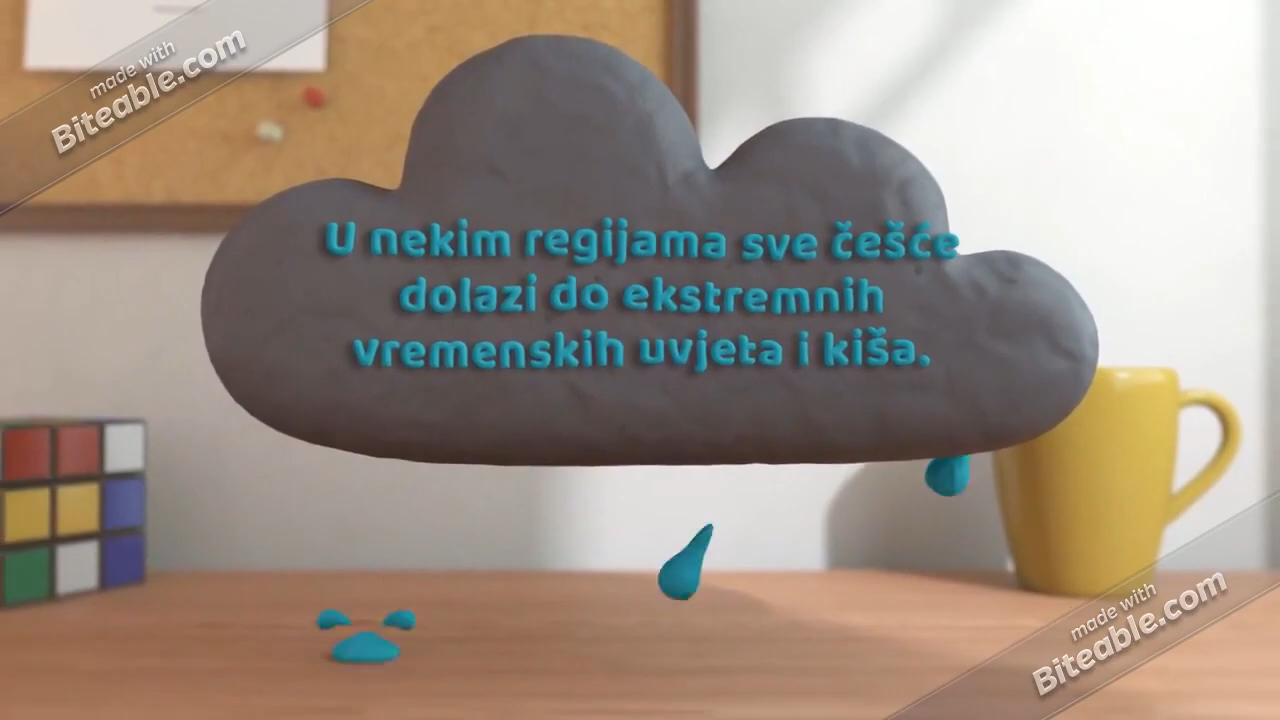 made with
Biteable.com
U nekim regijama sve češće
dolazi do ekstremnih
vremenskih uvjeta i kiša.
made with
Biteable.com